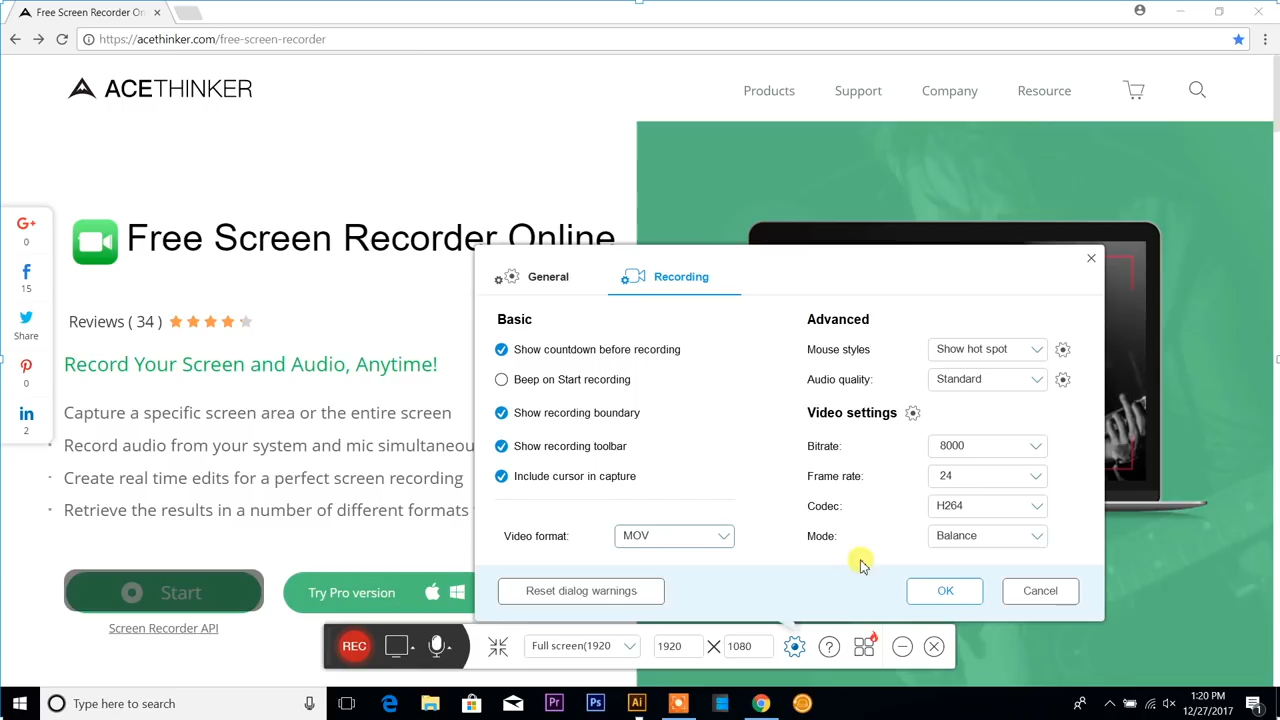 Free Screen Recorder On
https://acethinker.com/free-screen-recorder
ACETHINKER
Products
Support
Company
Resource
G+
0
15
Share
0
in
2
Free Screen Recorder Online
Reviews ( 34 )
Record Your Screen and Audio, Anytime!
Capture a specific screen area or the entire screen
· Record audio from your system and mic simultaneou
· Create real time edits for a perfect screen recording
· Retrieve the results in a number of different formats
Start
Try Pro version
Screen Recorder API
General
Recording
Basic
Show countdown before recording
Beep on Start recording
Show recording boundary
Show recording toolbar
Include cursor in capture
Video format:
MOV
Advanced
Mouse styles
Show hot spot
Audio quality:
Standard
Video settings
Bitrate:
8000
Frame rate:
24
Codec:
H264
Mode:
Balance
Reset dialog warnings
OK
Cancel
REC
Full screen(1920
1920
1080
?
Type here to search
Pr
Ps
Ai
1:20 PM
12/27/2017
1